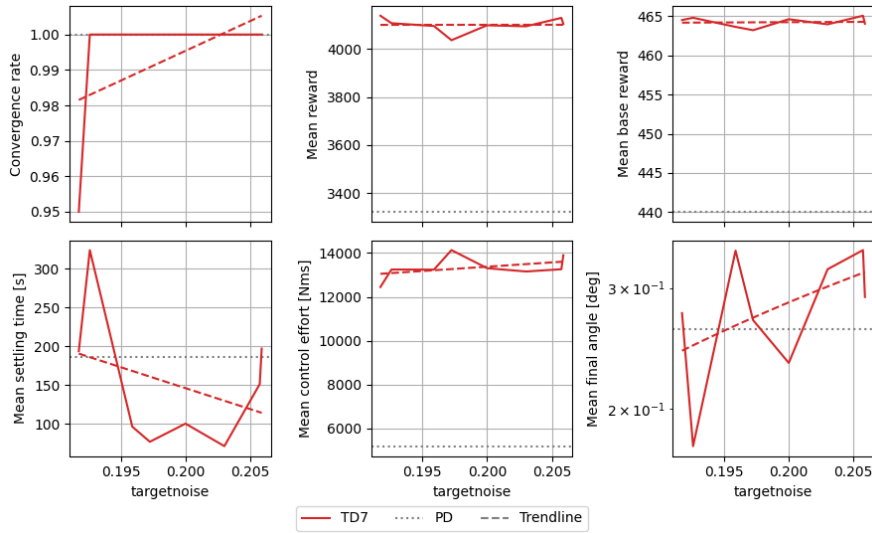 Convergence rate
1.00
0.99
0.98
0.97
0.96
0.95
Mean reward
4000
3800
3600
3400
Mean base reward
465
460
455
450
445
440
Mean settling time [s]
300
250
200
150
100
0.195 0.200 0.205
targetnoise
Mean control effort [Nms]
14000
12000
10000
8000
6000
0.195 0.200 0.205
targetnoise
Mean final angle [deg]
3 × 10⁻¹
2 × 10⁻¹
0.195 0.200 0.205
targetnoise
TD7 PD Trendline